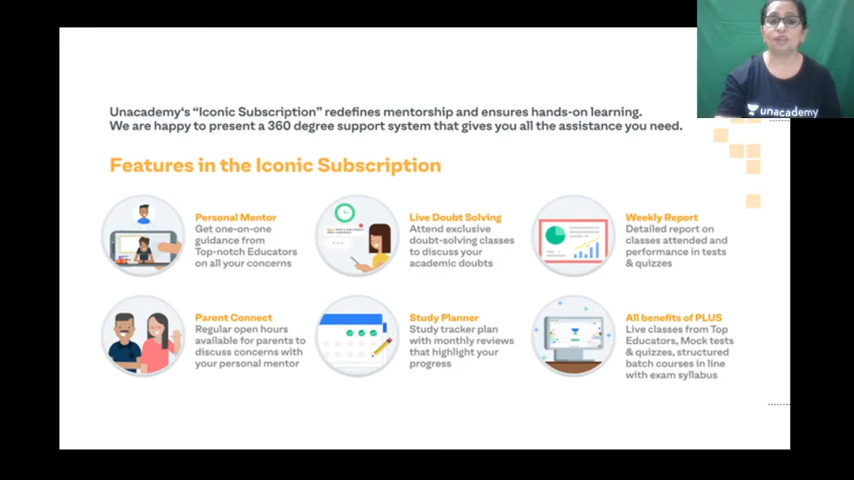 unacademy
Unacademy's "Iconic Subscription" redefines mentorship and ensures hands-on learning.
We are happy to present a 360 degree support system that gives you all the assistance you need.
Features in the Iconic Subscription
Personal Mentor
Get one-on-one
guidance from
Top-notch Educators
on all your concerns
Live Doubt Solving
Attend exclusive
doubt-solving classes
to discuss your
academic doubts
Weekly Report
Detailed report on
classes attended and
performance in tests
& quizzes
Parent Connect
Regular open hours
available for parents to
discuss concerns with
your personal mentor
Study Planner
Study tracker plan
with monthly reviews
that highlight your
progress
All benefits of PLUS
Live classes from Top
Educators, Mock tests
& quizzes, structured
batch courses in line
with exam syllabus